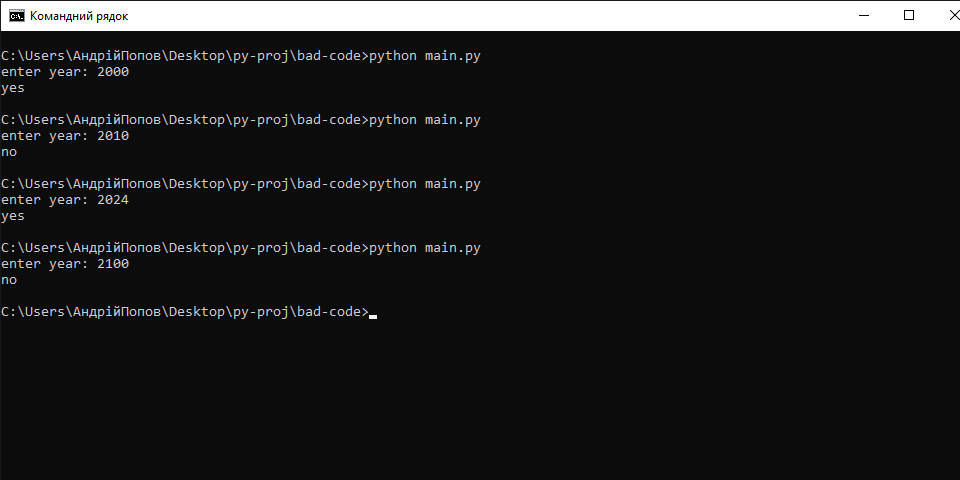 Командний рядок
C:\Users\АндрійПопов\Desktop\py-proj\bad-code>python main.py
enter year: 2000
yes
C:\Users\АндрійПопов\Desktop\py-proj\bad-code>python main.py
enter year: 2010
no
C:\Users\АндрійПопов\Desktop\py-proj\bad-code>python main.py
enter year: 2024
yes
C:\Users\АндрійПопов\Desktop\py-proj\bad-code>python main.py
enter year: 2100
no
C:\Users\АндрійПопов\Desktop\py-proj\bad-code>